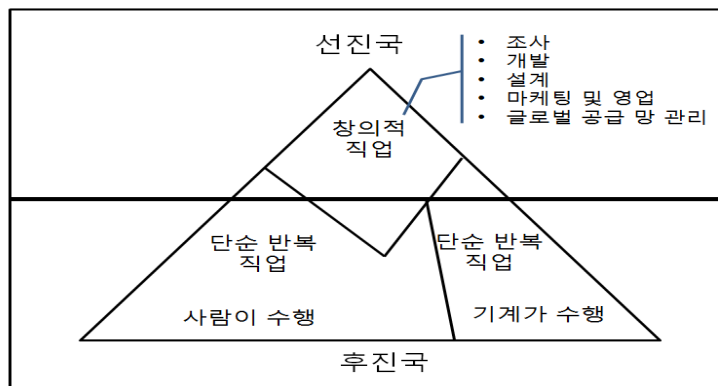 선진국
• 조사
• 개발
• 설계
• 마케팅 및 영업
• 글로벌 공급 망 관리
창의적
직업
단순 반복
직업
사람이 수행
단순 반복
직업
기계가 수행
후진국